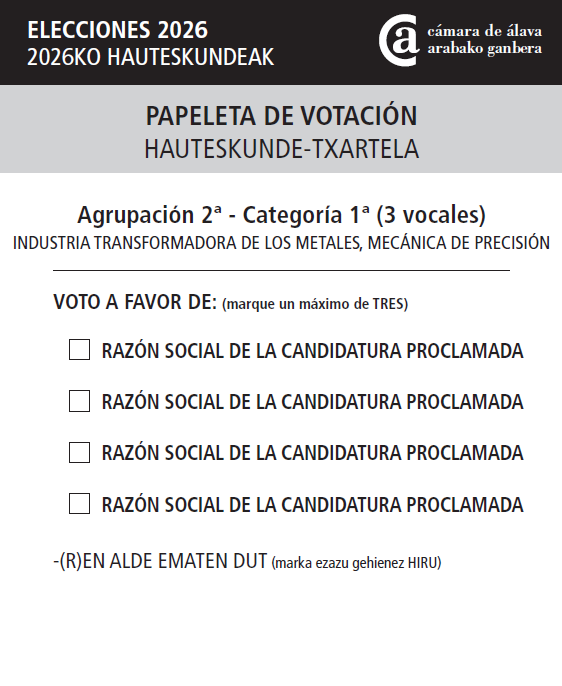 ELECCIONES 2026
2026KO HAUTESKUNDEAK
cámara de álava
arabako ganbera
PAPELETA DE VOTACIÓN
HAUTESKUNDE-TXARTELA
Agrupación 2ª - Categoría 1ª (3 vocales)
INDUSTRIA TRANSFORMADORA DE LOS METALES, MECÁNICA DE PRECISIÓN
VOTO A FAVOR DE: (marque un máximo de TRES)
RAZÓN SOCIAL DE LA CANDIDATURA PROCLAMADA
RAZÓN SOCIAL DE LA CANDIDATURA PROCLAMADA
RAZÓN SOCIAL DE LA CANDIDATURA PROCLAMADA
RAZÓN SOCIAL DE LA CANDIDATURA PROCLAMADA
-(R)EN ALDE EMATEN DUT (marka ezazu gehienez HIRU)